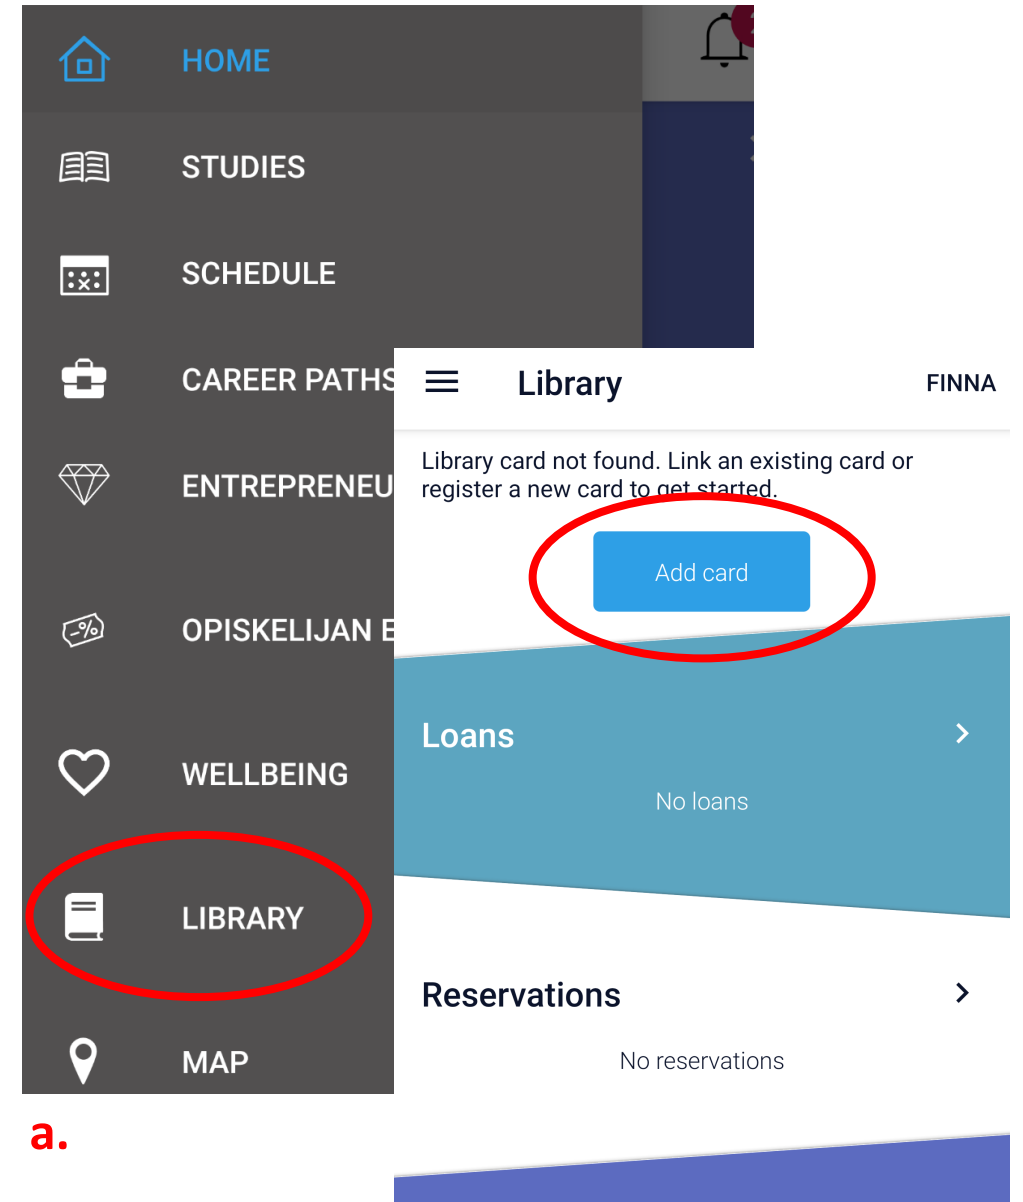 HOME
STUDIES
SCHEDULE
CAREER PATHS
ENTREPRENEU
OPISKELIJAN E
WELLBEING
LIBRARY
MAP
a.
Library
FINNA
Library card not found. Link an existing card or
register a new card to get started.
Add card
Loans
No loans
Reservations
No reservations